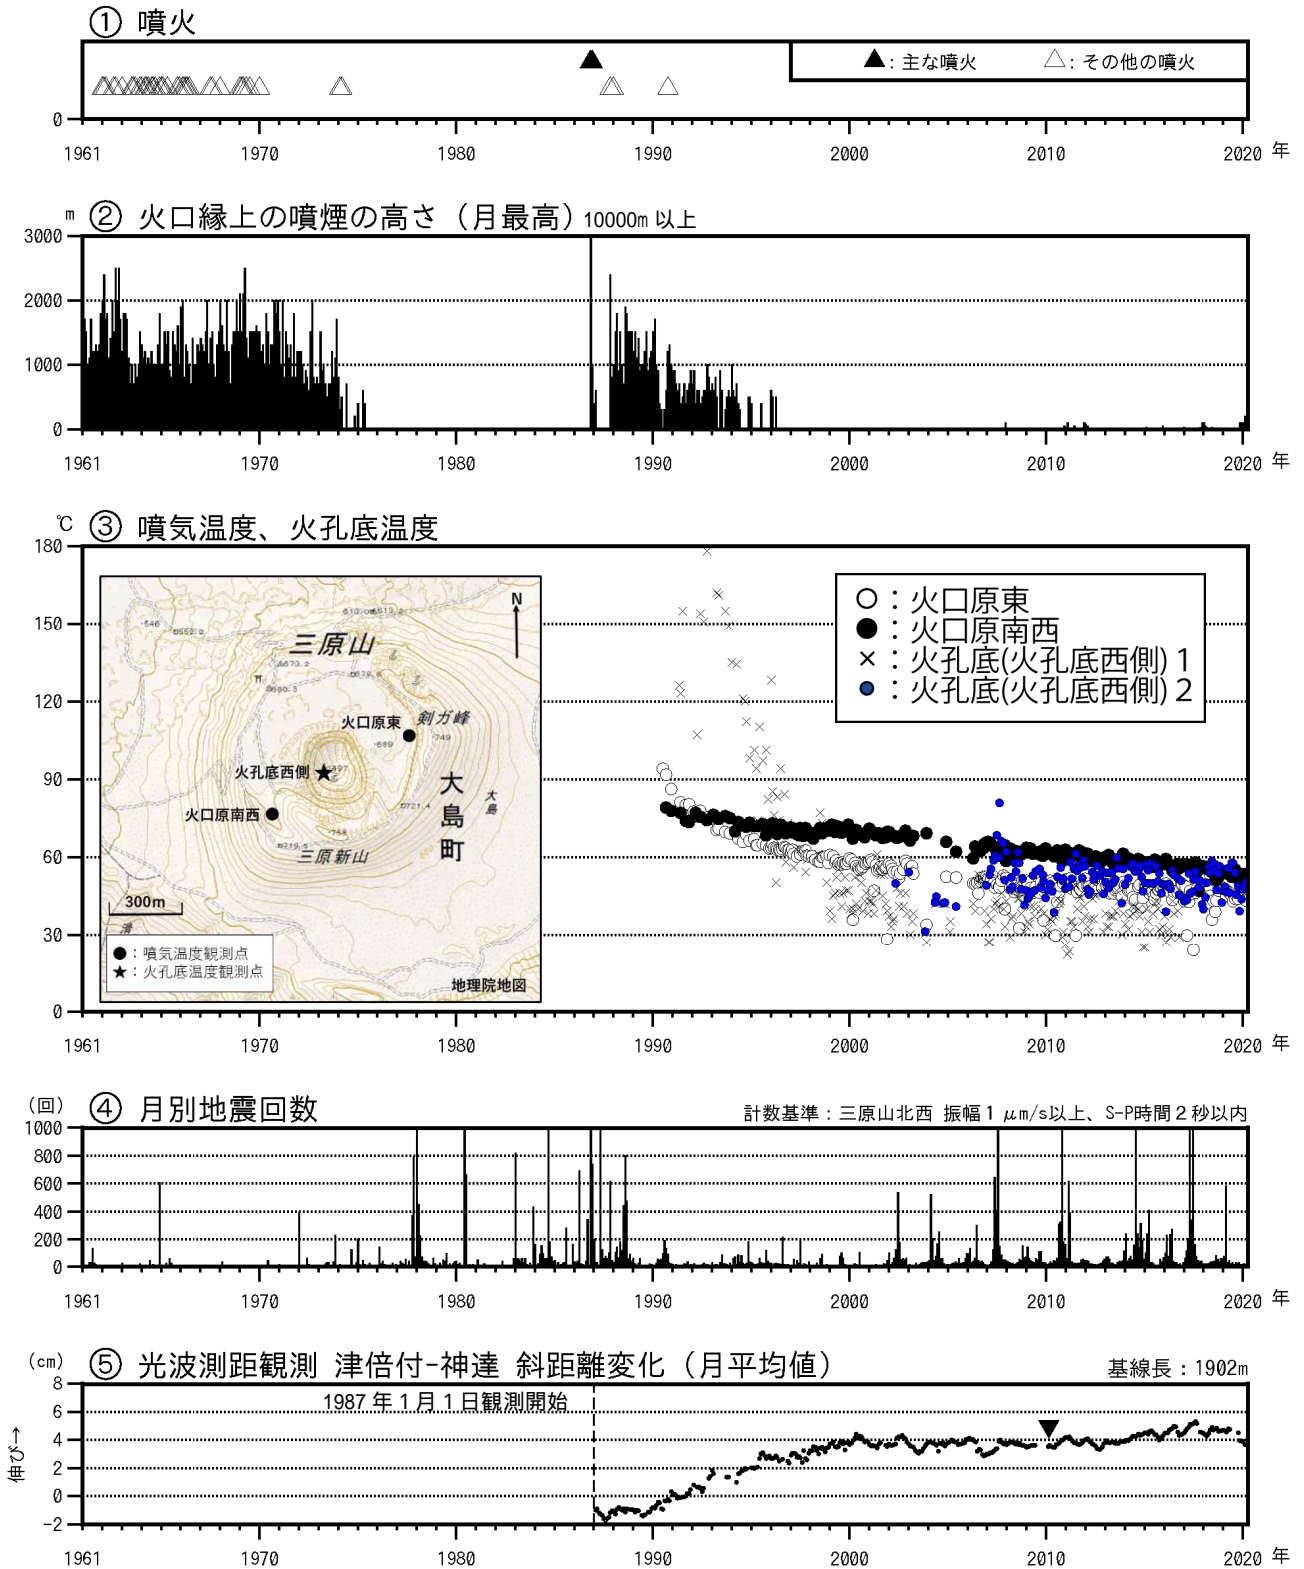 ① 噴火
▲：主な噴火 △：その他の噴火
0
1961 1970 1980 1990 2000 2010 2020 年
m ② 火口縁上の噴煙の高さ（月最高）10000m 以上
3000
2000
1000
0
1961 1970 1980 1990 2000 2010 2020 年
℃ ③ 噴気温度、火孔底温度
180
150
120
90
60
30
0
○：火口原東
●：火口原南西
×：火孔底(火孔底西側)１
●：火孔底(火孔底西側)２
N
三原山
火口原東
剣ガ峰
火孔底西側
火口原南西
大島町
大島
三原新山
300m
●：噴気温度観測点
★：火孔底温度観測点
地理院地図
1961 1970 1980 1990 2000 2010 2020 年
(回) ④ 月別地震回数
計数基準：三原山北西 振幅１μm/s以上、S-P時間２秒以内
1000
800
600
400
200
0
1961 1970 1980 1990 2000 2010 2020 年
(cm) ⑤ 光波測距観測 津倍付-神達 斜距離変化（月平均値）
基線長：1902m
1987 年１月１日観測開始
伸び→
8
6
4
2
0
-2
1961 1970 1980 1990 2000 2010 2020 年